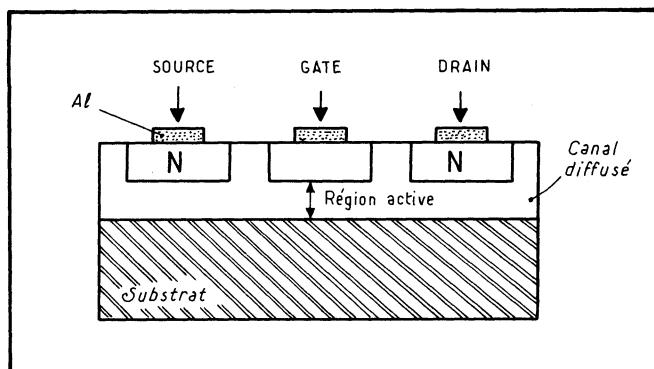 SOURCE GATE DRAIN
Al
N N
Canal
diffusé
Région active
Substrat